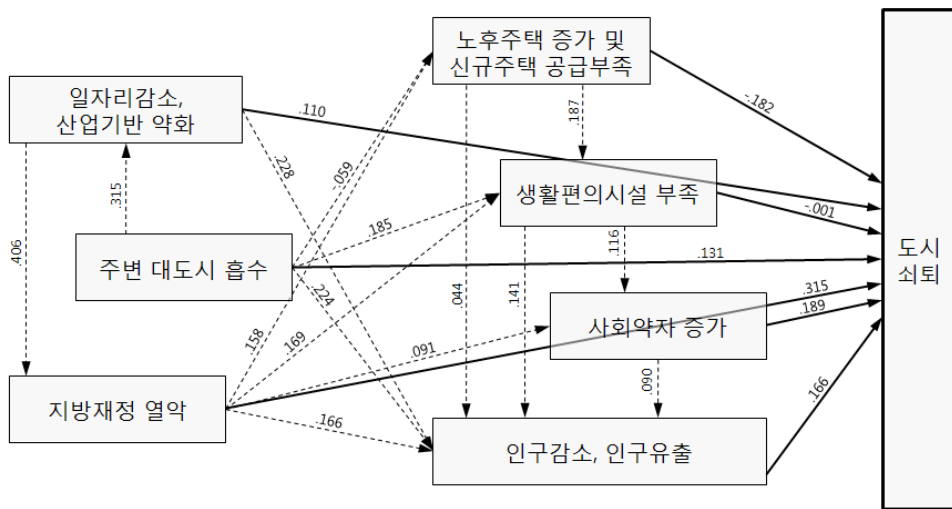 노후주택 증가 및
신규주택 공급부족
일자리감소,
산업기반 약화
.110
.187
-.182
.228
-.059
.315
생활편의시설 부족
-.001
.406
.185
.116
주변 대도시 흡수
.131
도시
쇠퇴
.224
.044
.141
.315
.189
사회약자 증가
.158
.169
.091
.090
.166
지방재정 열악
.166
인구감소, 인구유출